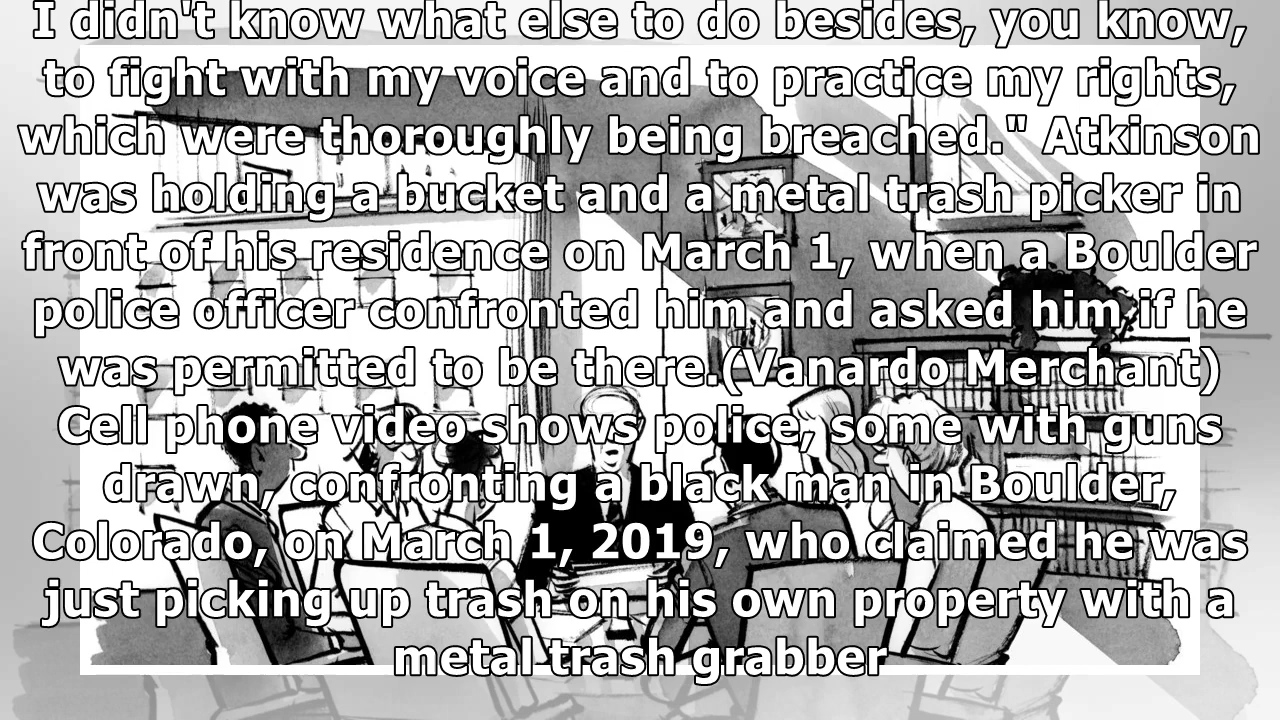 I didn't know what else to do besides, you know,
to fight with my voice and to practice my rights,
which were thoroughly being breached." Atkinson
was holding a bucket and a metal trash picker in
front of his residence on March 1, when a Boulder
police officer confronted him and asked him if he
was permitted to be there.(Vanardo Merchant)
Cell phone video shows police, some with guns
drawn, confronting a black man in Boulder,
Colorado, on March 1, 2019, who claimed he was
just picking up trash on his own property with a
metal trash grabber